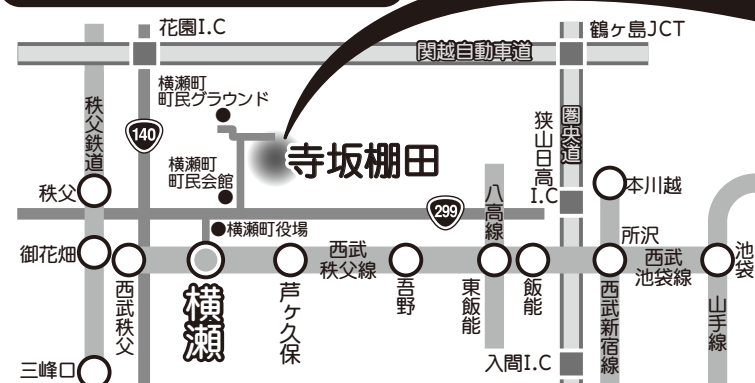 花園I.C
鶴ヶ島JCT
関越自動車道
横瀬町
町民グラウンド
秩父鉄道
140
狭山日高
I.C
圏央道
寺坂棚田
横瀬町
町民会館
八高線
秩父
本川越
299
横瀬町役場
所沢
御花畑
西武
秩父線
西武
池袋線
池袋
西武秩父
横瀬
芦ヶ久保
吾野
東飯能
飯能
西武新宿線
山手線
三峰口
入間I.C